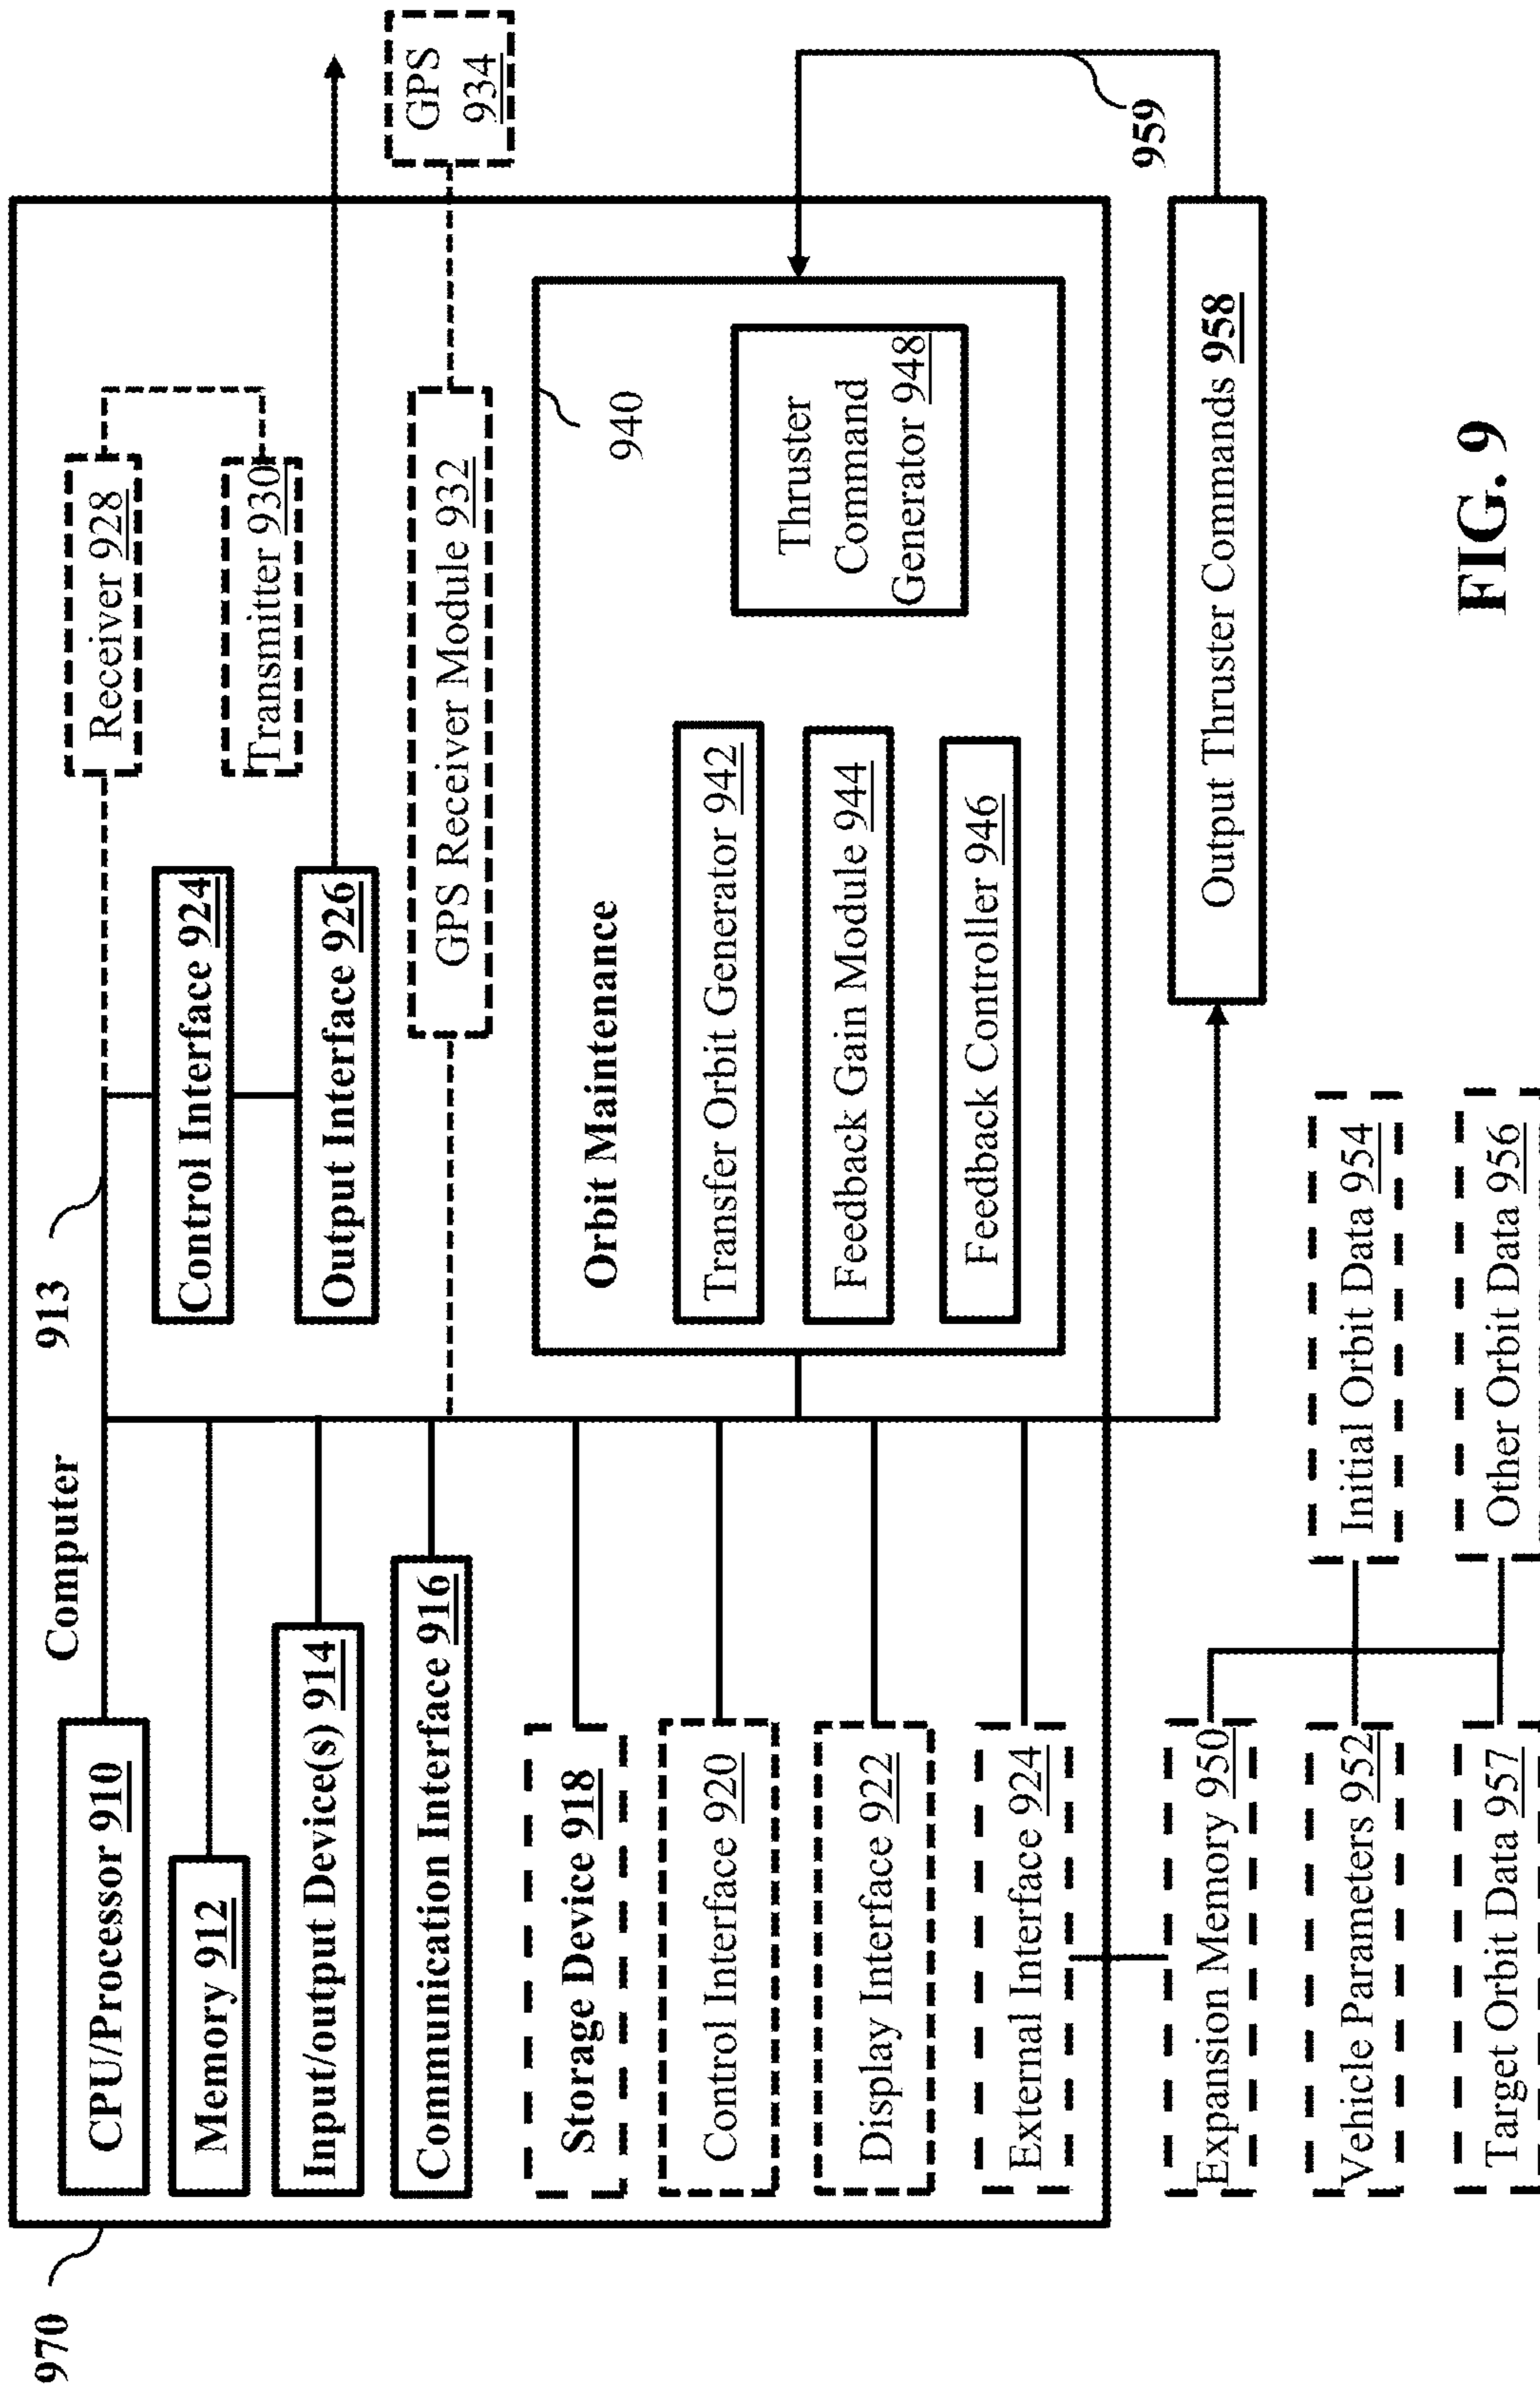 970
Computer
913
CPU/Processor 910
Memory 912
Input/output Device(s) 914
Communication Interface 916
Storage Device 918
Control Interface 920
Display Interface 922
External Interface 924
Control Interface 924
Output Interface 926
Receiver 928
Transmitter 930
GPS Receiver Module 932
GPS
934
Orbit Maintenance
940
Transfer Orbit Generator 942
Feedback Gain Module 944
Feedback Controller 946
Thruster
Command
Generator 948
959
Output Thruster Commands 958
Expansion Memory 950
Vehicle Parameters 952
Target Orbit Data 957
Initial Orbit Data 954
Other Orbit Data 956
FIG. 9